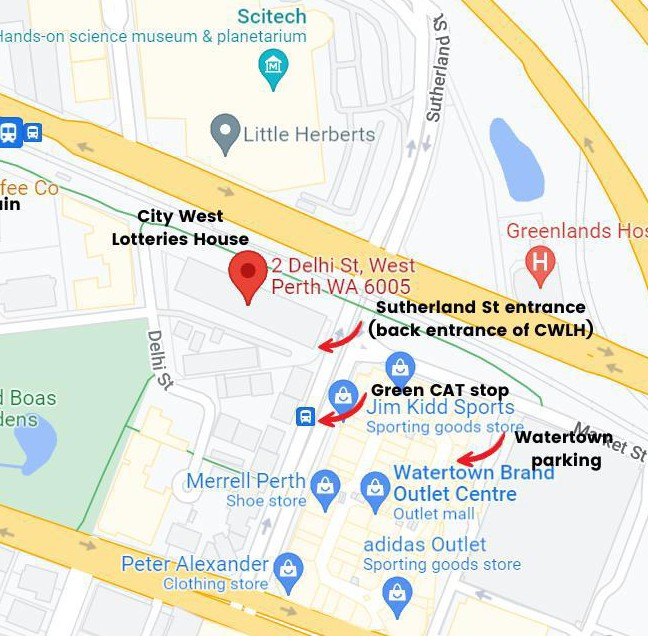 Scitech
Hands-on science museum & planetarium
Sutherland St
Little Herberts
fee Co
in
City West
Lotteries House
Greenlands Hos
H
2 Delhi St, West
Perth WA 6005
Sutherland St entrance
(back entrance of CWLH)
Delhi St
d Boas
dens
Green CAT stop
Jim Kidd Sports
Sporting goods store
Market St
Watertown
parking
Merrell Perth
Shoe store
Watertown Brand
Outlet Centre
Outlet mall
adidas Outlet
Sporting goods store
Peter Alexander
Clothing store